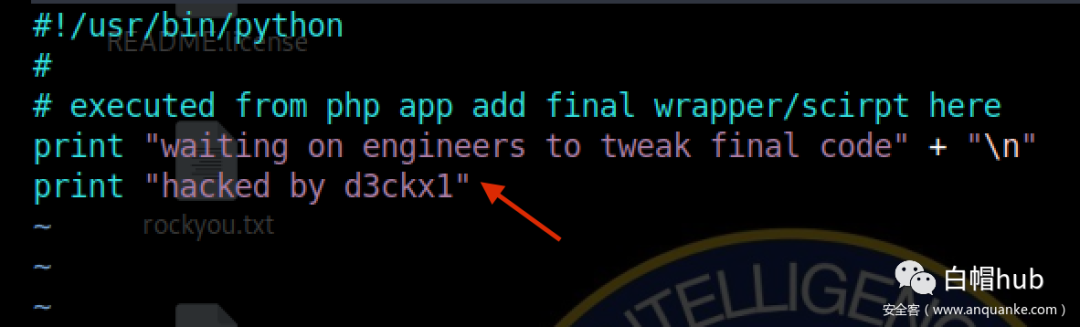 #!/usr/bin/python
README.license
#
# executed from php app add final wrapper/scirpt here
print "waiting on engineers to tweak final code" + "\n"
print "hacked by d3ckx1"
~
rockyou.txt
~
~
INTELLIGENC
白帽hub
安全客（www.anquanke.com）